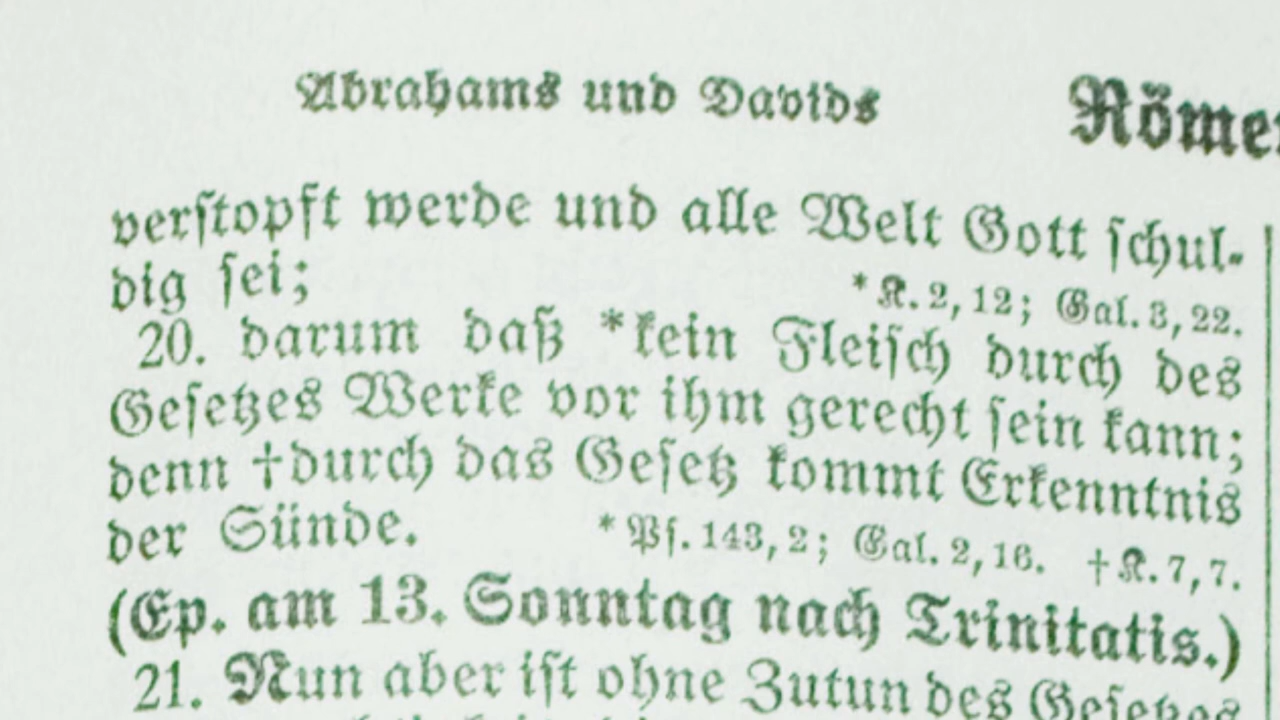 Abrahams und Davids
verſtopft werde und alle Welt Gott ſchul-
dig ſei;
*K. 2, 12; Gal. 3, 22.
20. darum daß *kein Fleiſch durch des
Geſetzes Werke vor ihm gerecht ſein kann;
denn †durch das Geſetz kommt Erkenntnis
der Sünde.
*Pſ. 143, 2; Gal. 2, 16. †K. 7, 7.
(Ep. am 13. Sonntag nach Trinitatis.)
21. Nun aber iſt ohne Zutun des Geſetzes